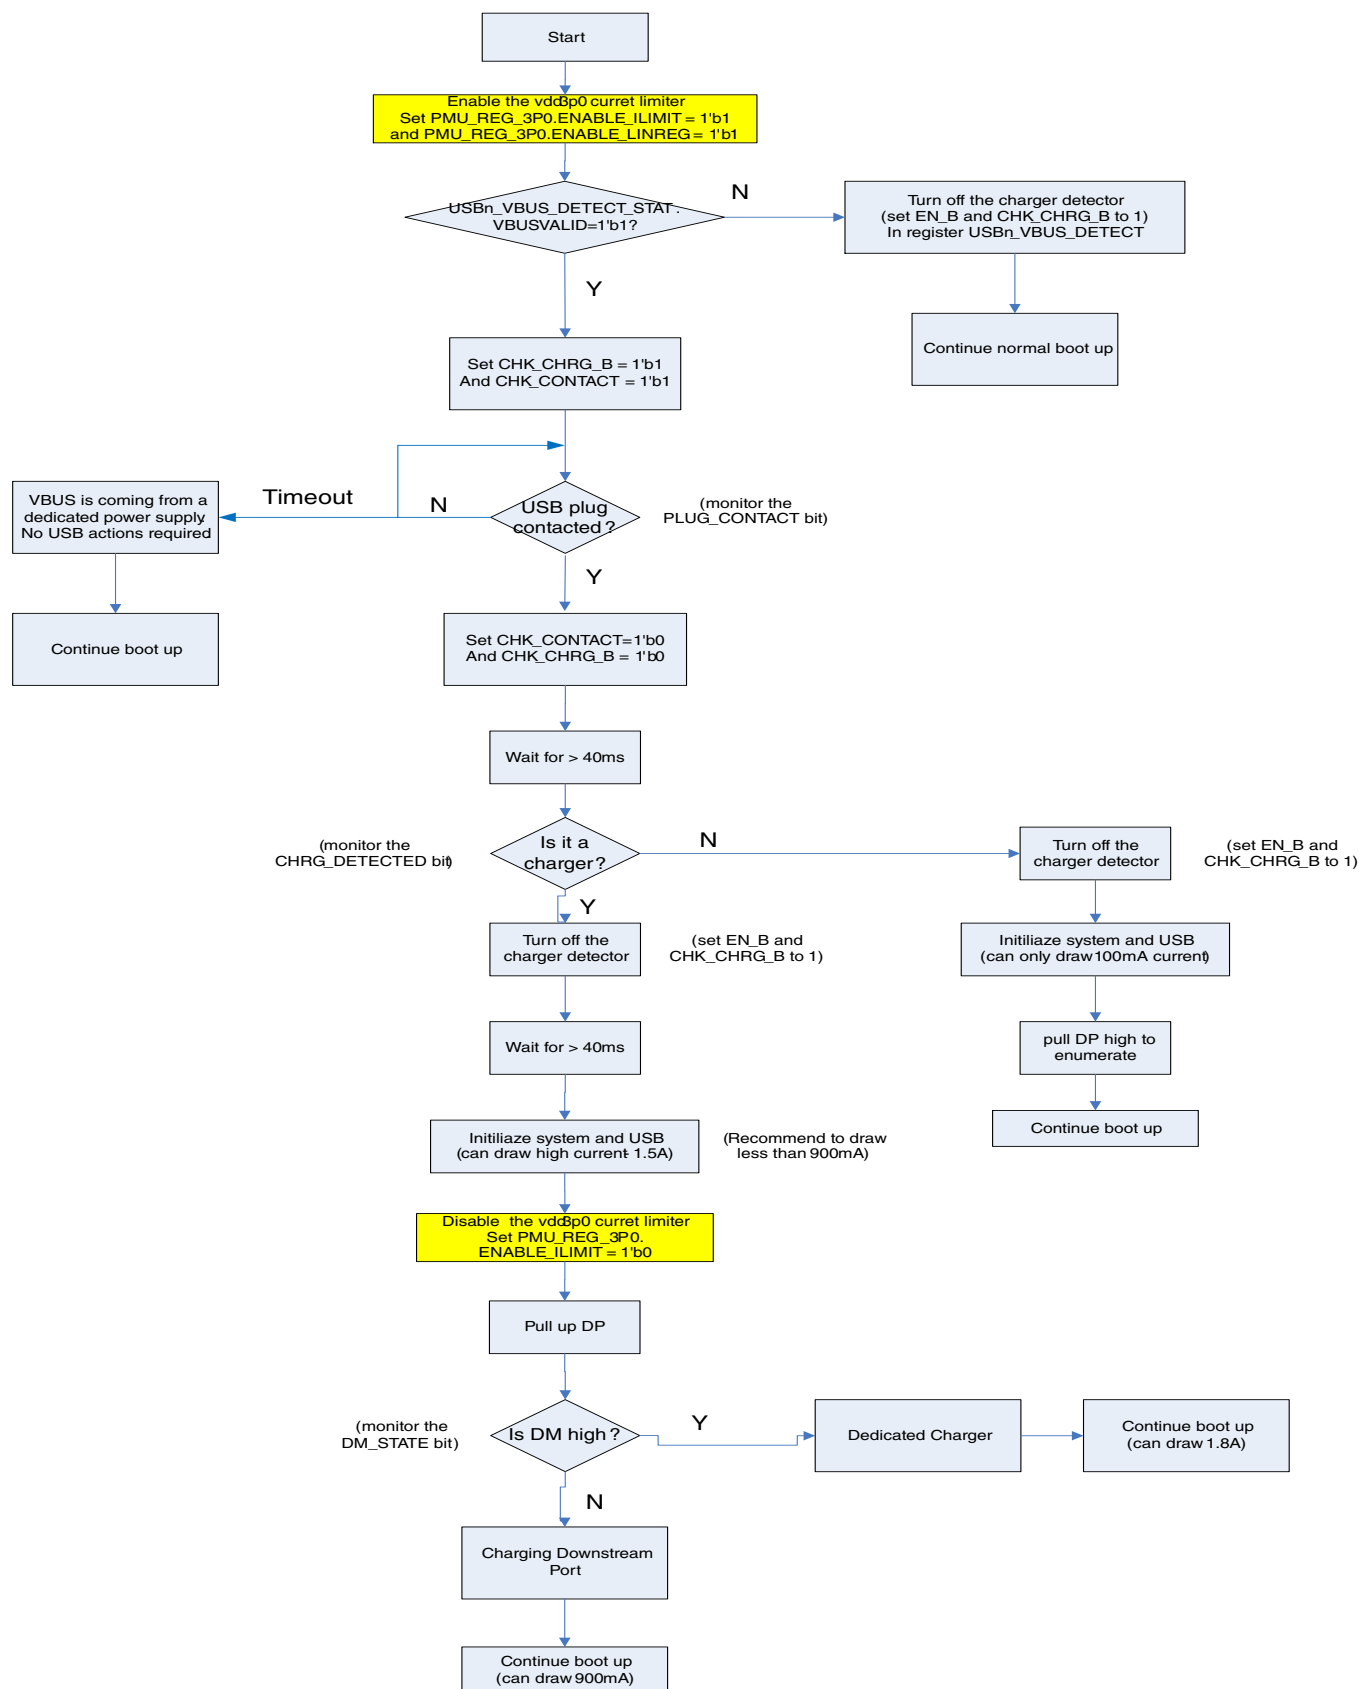 Start
Enable the vdd3p0 curret limiter
Set PMU_REG_3P0.ENABLE_ILIMIT = 1'b1
and PMU_REG_3P0.ENABLE_LINREG = 1'b1
USBn_VBUS_DETECT_STAT.
VBUSVALID=1'b1?
N
Turn off the charger detector
(set EN_B and CHK_CHRG_B to 1)
In register USBn_VBUS_DETECT
Y
Continue normal boot up
Set CHK_CHRG_B = 1'b1
And CHK_CONTACT = 1'b1
VBUS is coming from a
dedicated power supply.
No USB actions required
Timeout
N
USB plug
contacted?
(monitor the
PLUG_CONTACT bit)
Y
Continue boot up
Set CHK_CONTACT=1'b0
And CHK_CHRG_B = 1'b0
Wait for > 40ms
(monitor the
CHRG_DETECTED bit)
Is it a
charger?
N
Turn off the
charger detector
(set EN_B and
CHK_CHRG_B to 1)
Y
Turn off the
charger detector
(set EN_B and
CHK_CHRG_B to 1)
Initiliaze system and USB
(can only draw 100mA current)
Wait for > 40ms
pull DP high to
enumerate
Initiliaze system and USB
(can draw high current - 1.5A)
(Recommend to draw
less than 900mA)
Continue boot up
Disable the vdd3p0 curret limiter
Set PMU_REG_3P0.
ENABLE_ILIMIT = 1'b0
Pull up DP
(monitor the
DM_STATE bit)
Is DM high?
Y
Dedicated Charger
Continue boot up
(can draw 1.8A)
N
Charging Downstream
Port
Continue boot up
(can draw 900mA)